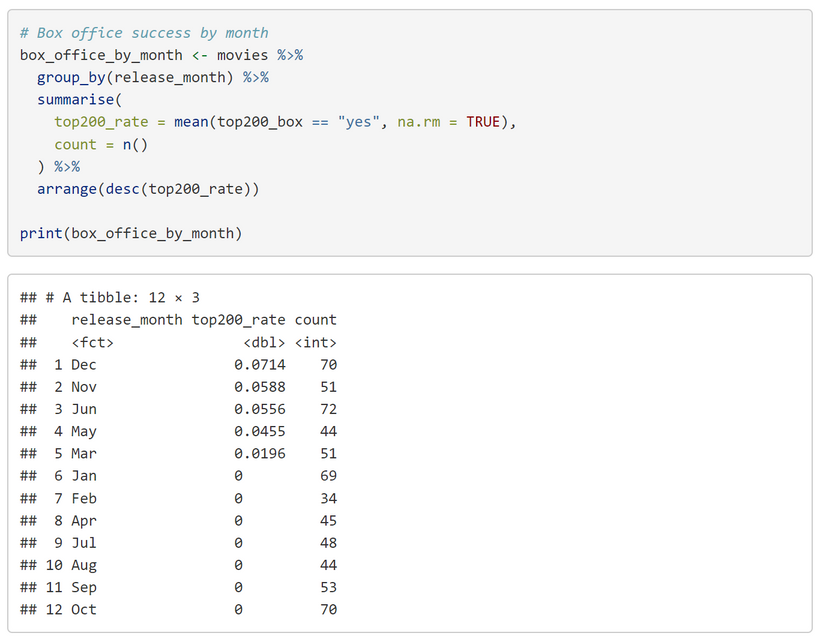 # Box office success by month
box_office_by_month <- movies %>%
  group_by(release_month) %>%
  summarise(
    top200_rate = mean(top200_box == "yes", na.rm = TRUE),
    count = n()
  ) %>%
  arrange(desc(top200_rate))

print(box_office_by_month)

## # A tibble: 12 × 3
##    release_month top200_rate count
##    <fct>               <dbl> <int>
##  1 Dec                0.0714    70
##  2 Nov                0.0588    51
##  3 Jun                0.0556    72
##  4 May                0.0455    44
##  5 Mar                0.0196    51
##  6 Jan                0         69
##  7 Feb                0         34
##  8 Apr                0         45
##  9 Jul                0         48
## 10 Aug                0         44
## 11 Sep                0         53
## 12 Oct                0         70